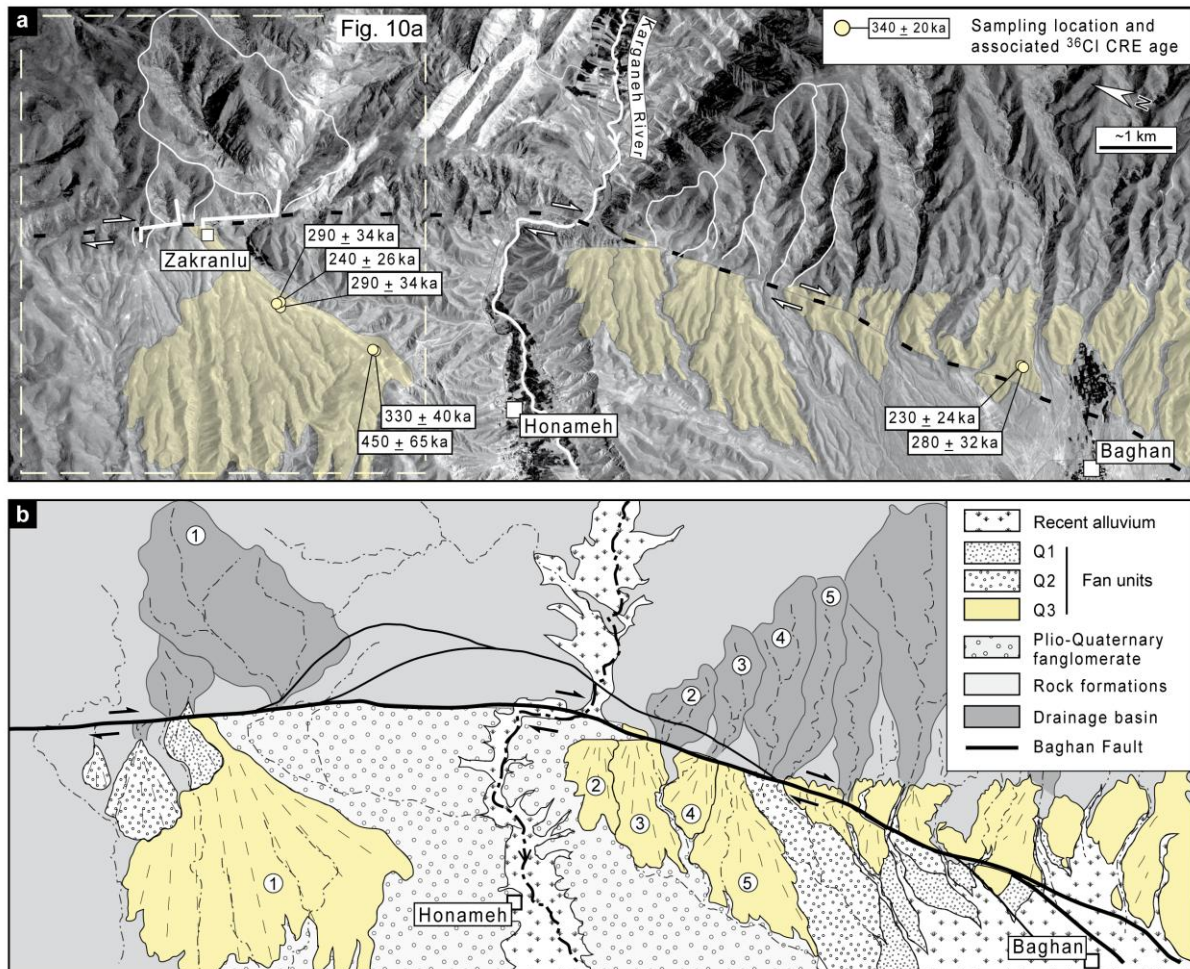 a
Fig. 10a
Karganeh River
340 ± 20 ka
Sampling location and
associated ³⁶Cl CRE age
N
~1 km
Zakranlu
290 ± 34 ka
240 ± 26 ka
290 ± 34 ka
330 ± 40 ka
450 ± 65 ka
Honameh
230 ± 24 ka
280 ± 32 ka
Baghan
b
1
2
3
4
5
1
2
3
4
5
Honameh
Baghan
Recent alluvium
Q1
Q2
Fan units
Q3
Plio-Quaternary
fanglomerate
Rock formations
Drainage basin
Baghan Fault